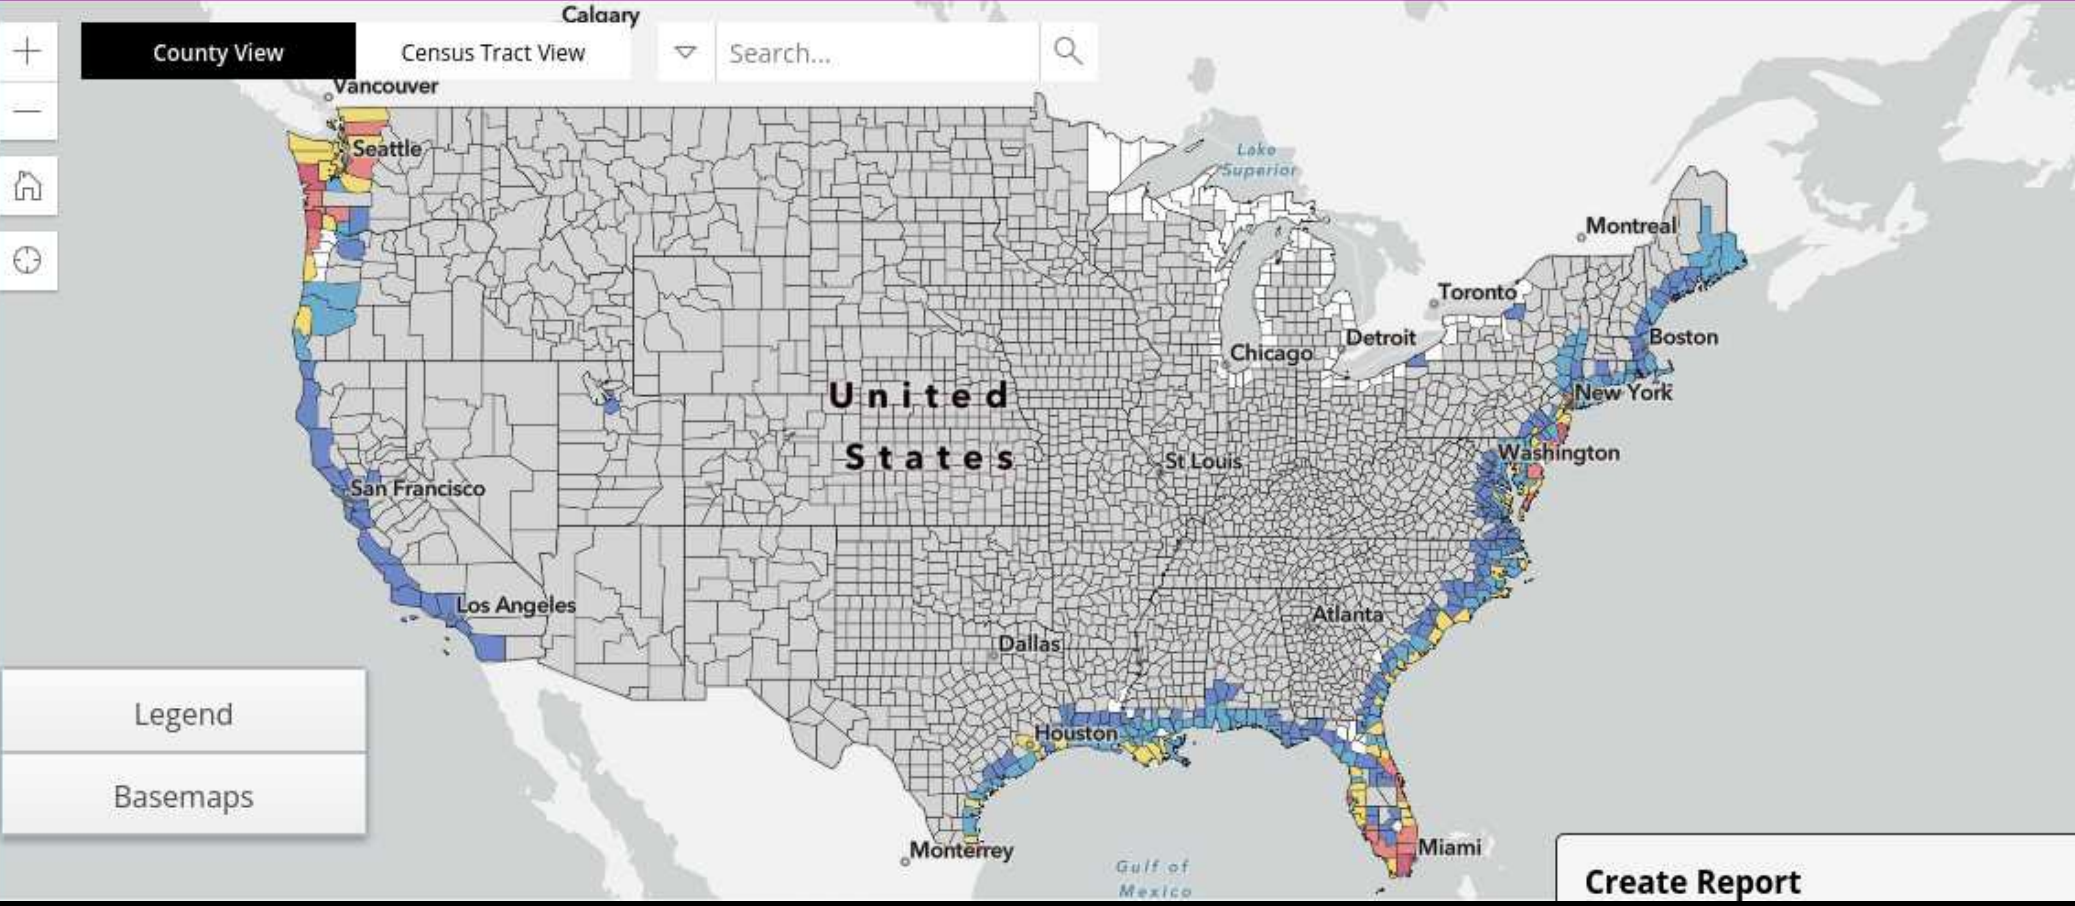 Calgary
County View
Census Tract View
Search...
Vancouver
Seattle
Lake
Superior
Montreal
Toronto
Boston
Detroit
Chicago
New York
United
States
Washington
St Louis
San Francisco
Los Angeles
Atlanta
Dallas
Legend
Houston
Basemaps
Monterrey
Miami
Gulf of
Mexico
Create Report